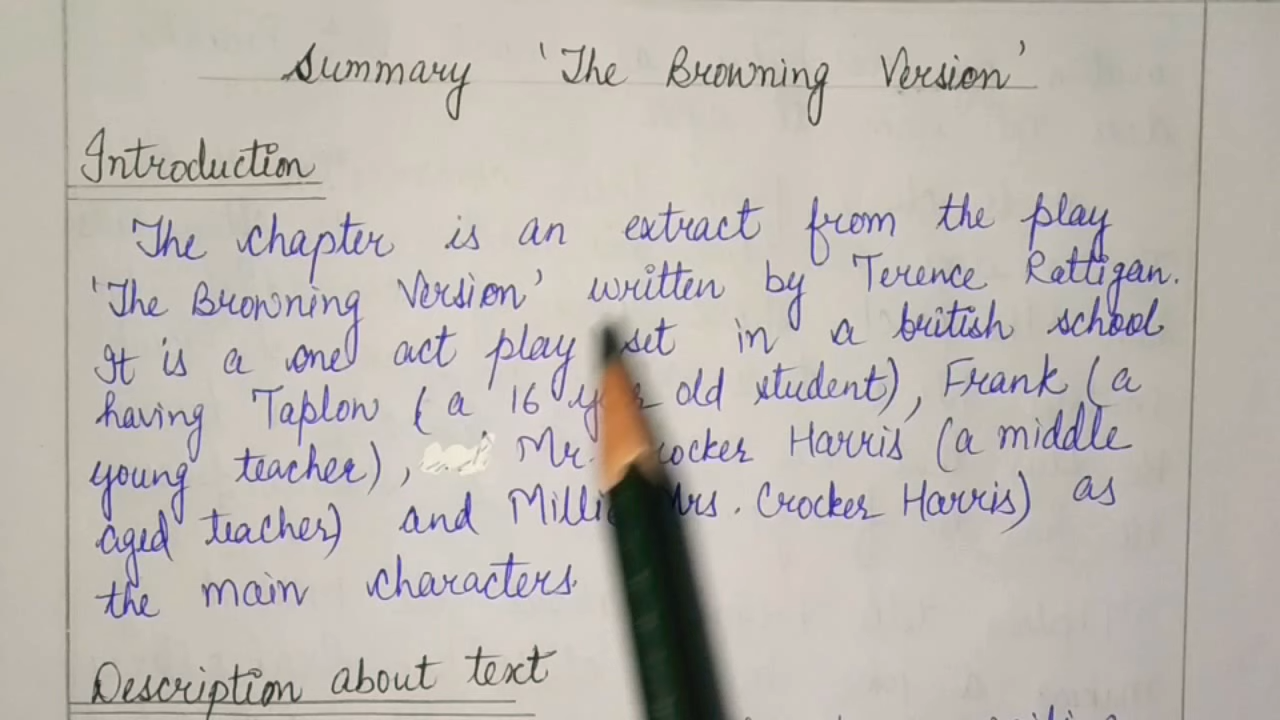 Summary 'The Browning Version'
Introduction
The chapter is an extract from the play
'The Browning Version' written by Terence Rattigan.
It is a one act play set in a british school
having Taplon ( a 16 old student), Frank (a
young teacher), Mr. Harris (a middle
aged teacher) and Mrs. Crocker Harris) as
the main characters.
Description about text